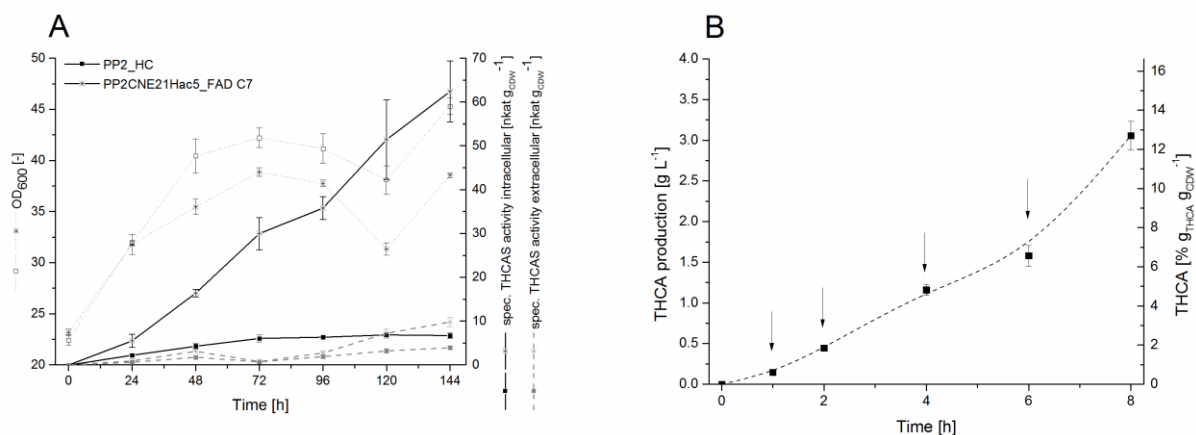 A
PP2_HC
PP2CNE21Hac5_FAD C7
50
45
40
35
30
25
20
OD600 [-]
70
60
50
40
30
20
10
0
0 24 48 72 96 120 144
Time [h]
spec. THCAS activity intracellular [nkat gCDW-1]
spec. THCAS activity extracellular [nkat gCDW-1]
B
4.0
3.5
3.0
2.5
2.0
1.5
1.0
0.5
0.0
THCA production [g L-1]
16
14
12
10
8
6
4
2
0
THCA [% gTHCA gCDW-1]
0 2 4 6 8
Time [h]